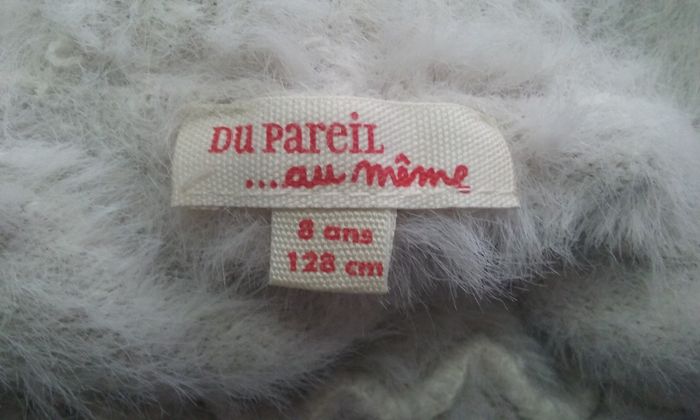 Du Pareil
...au même
8 ans
128 cm